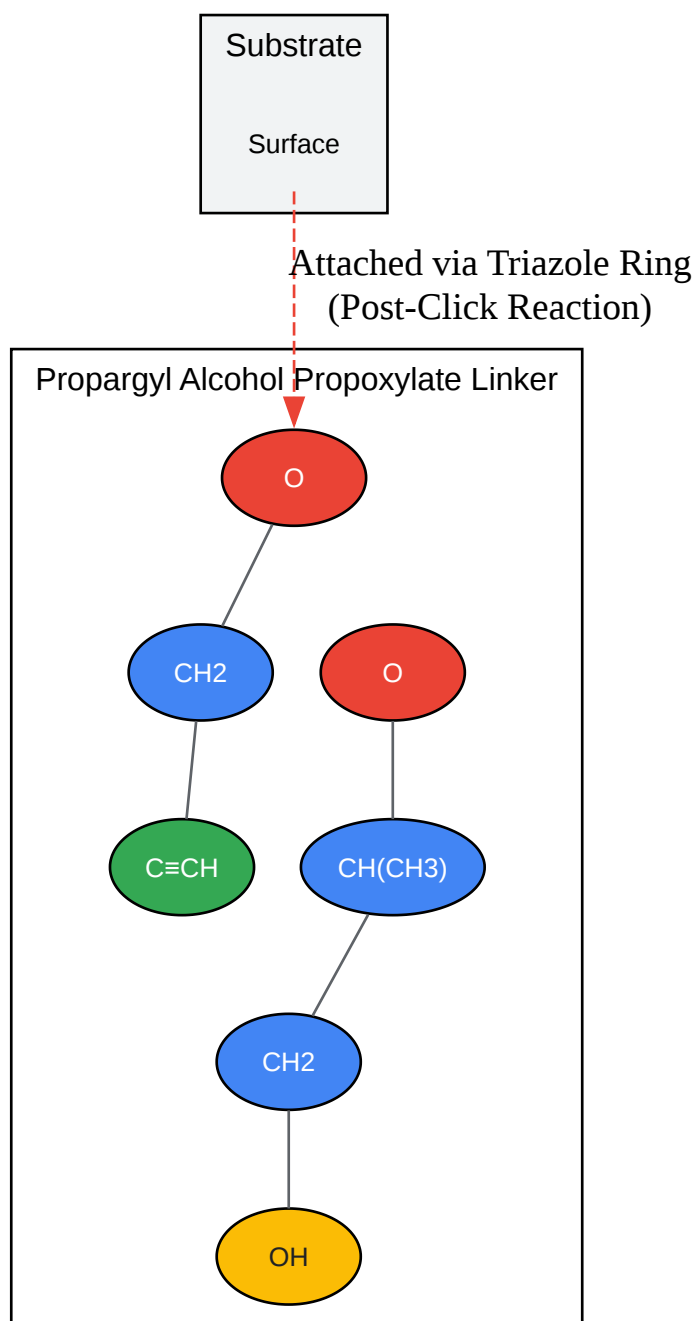 Substrate
Surface
Attached via Triazole Ring
(Post-Click Reaction)
Propargyl Alcohol Propoxylate Linker
O
CH2
O
C≡CH
CH(CH3)
CH2
OH